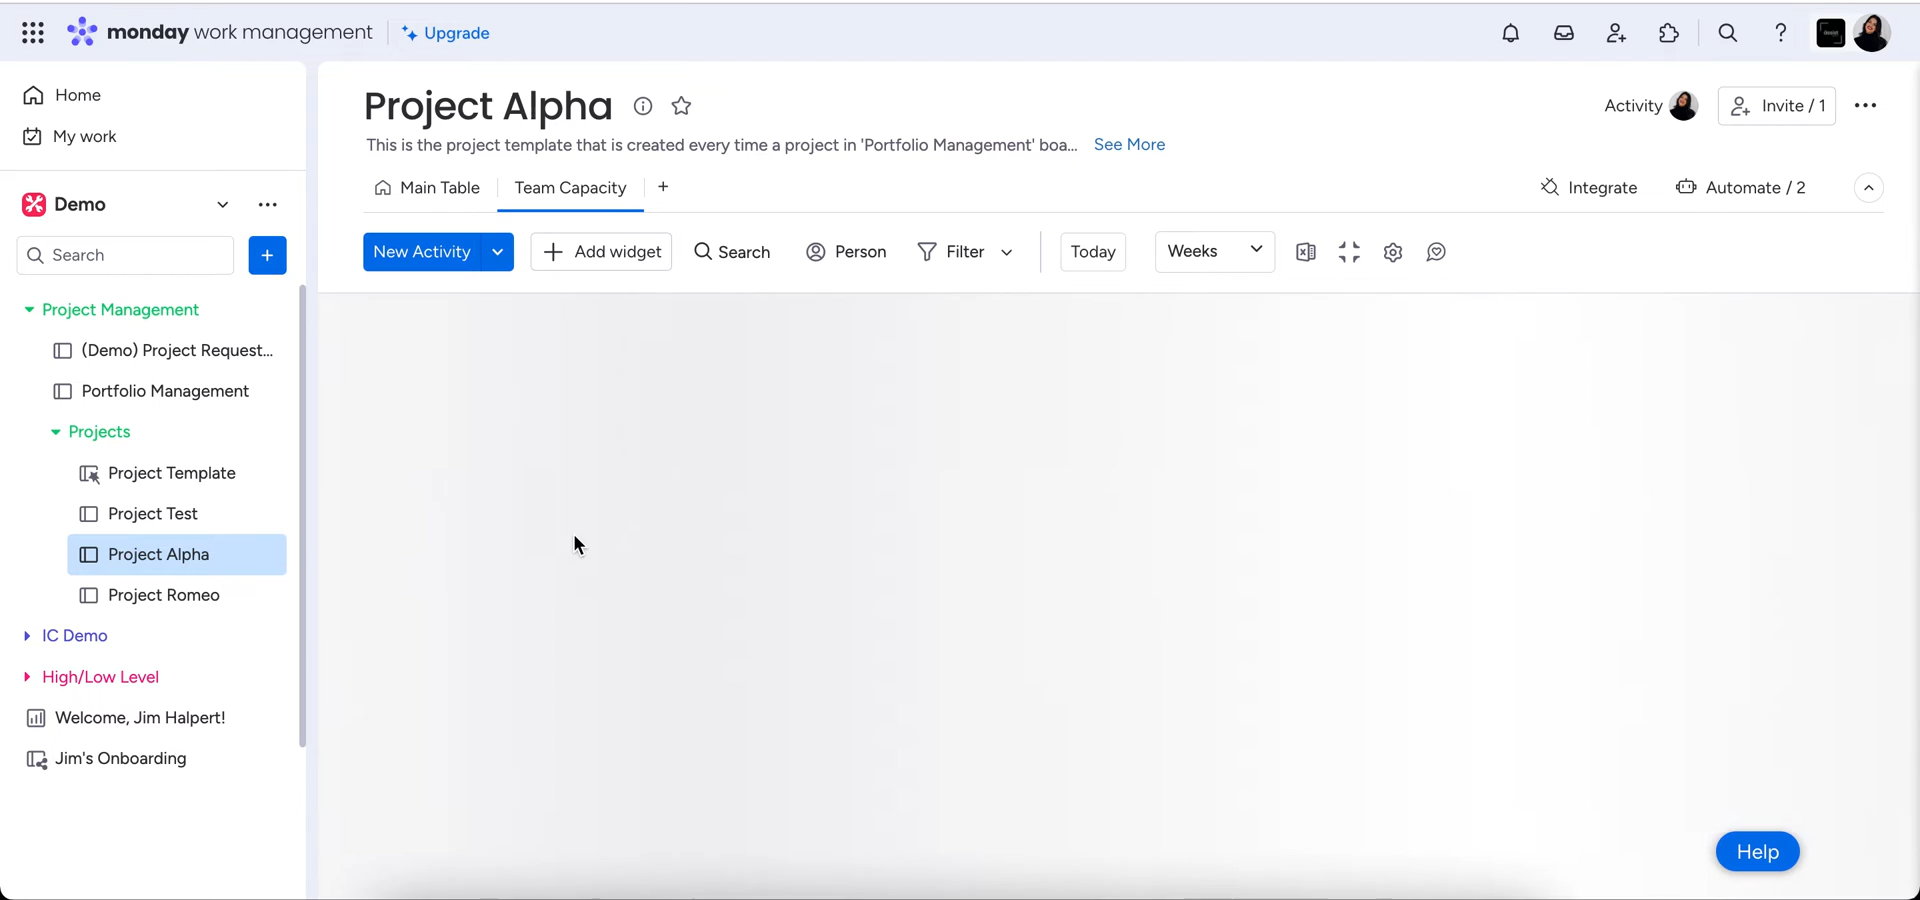 monday work management
Upgrade
Home
My work
Demo
Search
Project Management
(Demo) Project Request...
Portfolio Management
Projects
Project Template
Project Test
Project Alpha
Project Romeo
IC Demo
High/Low Level
Welcome, Jim Halpert!
Jim's Onboarding
Project Alpha
Activity
Invite / 1
This is the project template that is created every time a project in 'Portfolio Management' boa... See More
Main Table
Team Capacity
Integrate
Automate / 2
New Activity
Add widget
Search
Person
Filter
Today
Weeks
Help